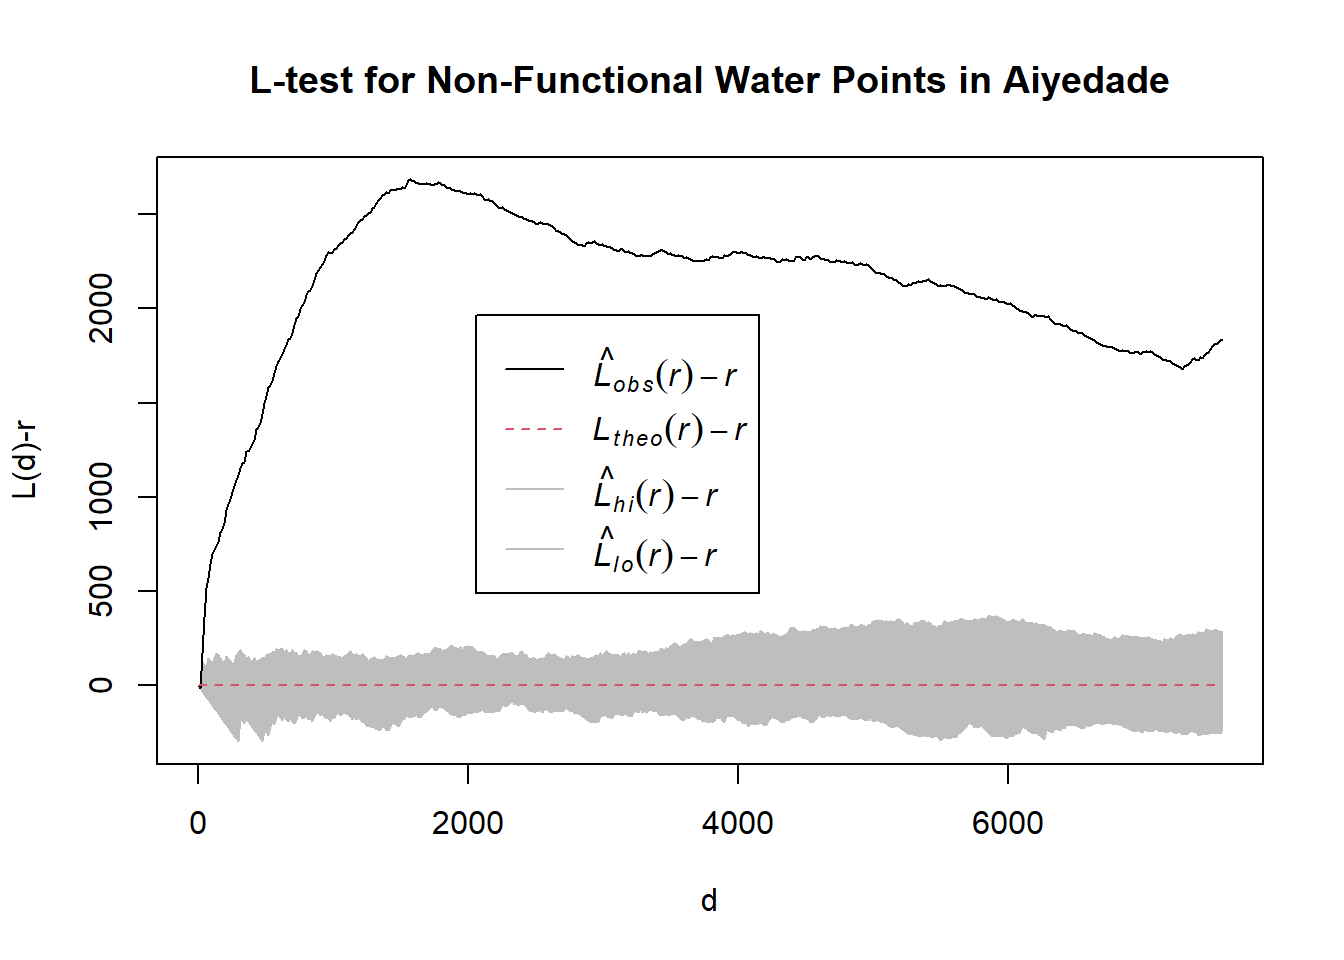 L-test for Non-Functional Water Points in Aiyedade
L(d)-r
2000
1000
500
0
L̂obs(r) − r
Ltheo(r) − r
L̂hi(r) − r
L̂lo(r) − r
0 2000 4000 6000
d